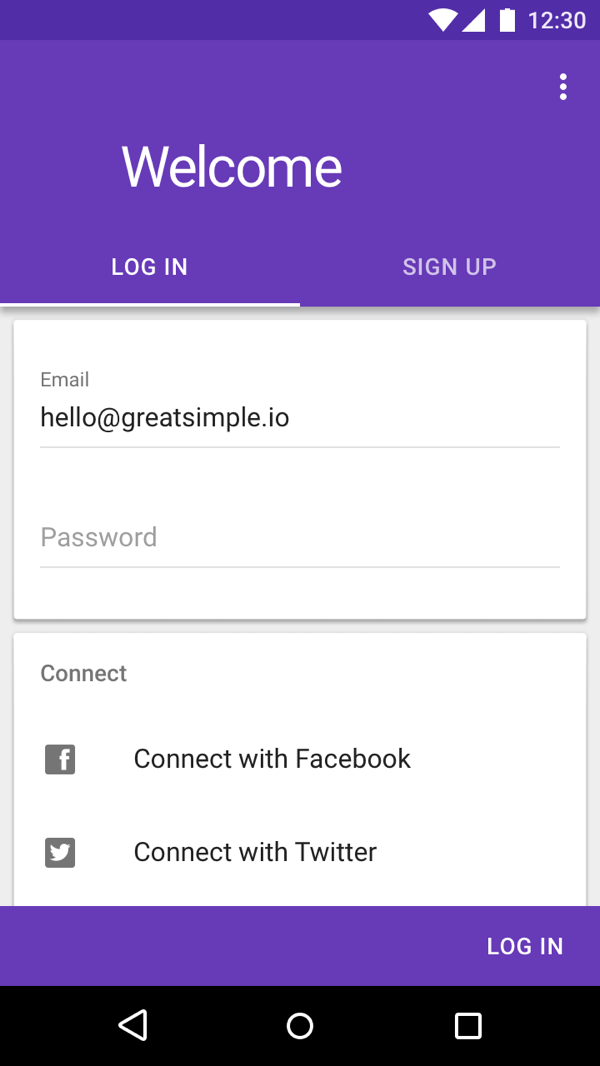 12:30
Welcome
LOG IN
SIGN UP
Email
hello@greatsimple.io
Password
Connect
Connect with Facebook
Connect with Twitter
LOG IN